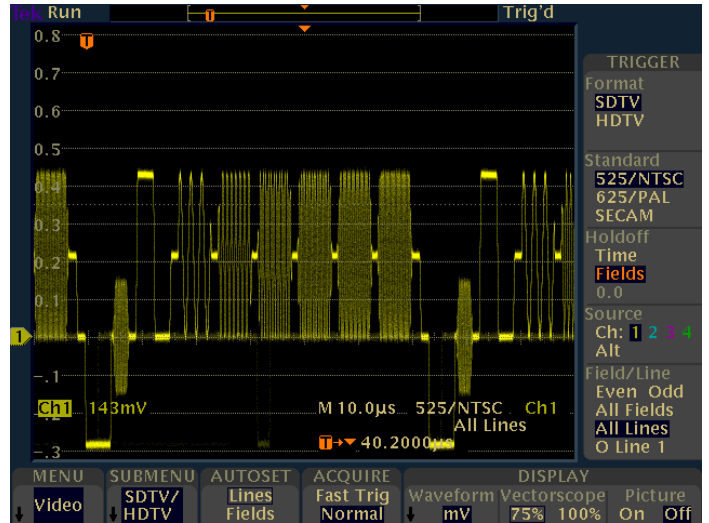 Tek Run Trig'd
T
T
0.8
0.7
0.6
0.5
0.4
0.3
0.2
0.1
1
-.1
-.3
Ch1 143mV M 10.0µs 525/NTSC Ch1
All Lines
T→▼ 40.2000µs
TRIGGER
Format
SDTV
HDTV
Standard
525/NTSC
625/PAL
SECAM
Holdoff
Time
Fields
0.0
Source
Ch: 1 2 3 4
Alt
Field/Line
Even Odd
All Fields
All Lines
O Line 1
MENU SUBMENU AUTOSET ACQUIRE DISPLAY
Video
SDTV/
HDTV
Lines
Fields
Fast Trig
Normal
Waveform
mV
Vectorscope
75% 100%
Picture
On Off